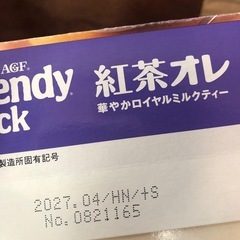 AGF
endy
ck
紅茶オレ
華やかロイヤルミルクティー
製造所固有記号
2027.04/HN/+S
No.0821165